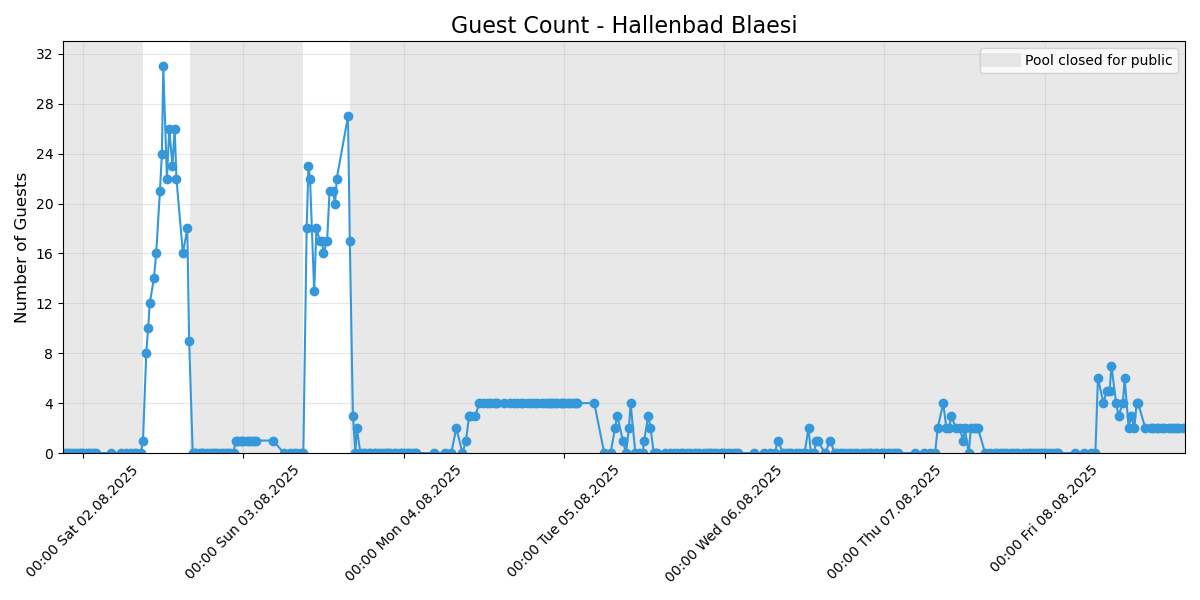 Guest Count - Hallenbad Blaesi
Pool closed for public
Number of Guests
32
28
24
20
16
12
8
4
0
00:00 Sat 02.08.2025
00:00 Sun 03.08.2025
00:00 Mon 04.08.2025
00:00 Tue 05.08.2025
00:00 Wed 06.08.2025
00:00 Thu 07.08.2025
00:00 Fri 08.08.2025